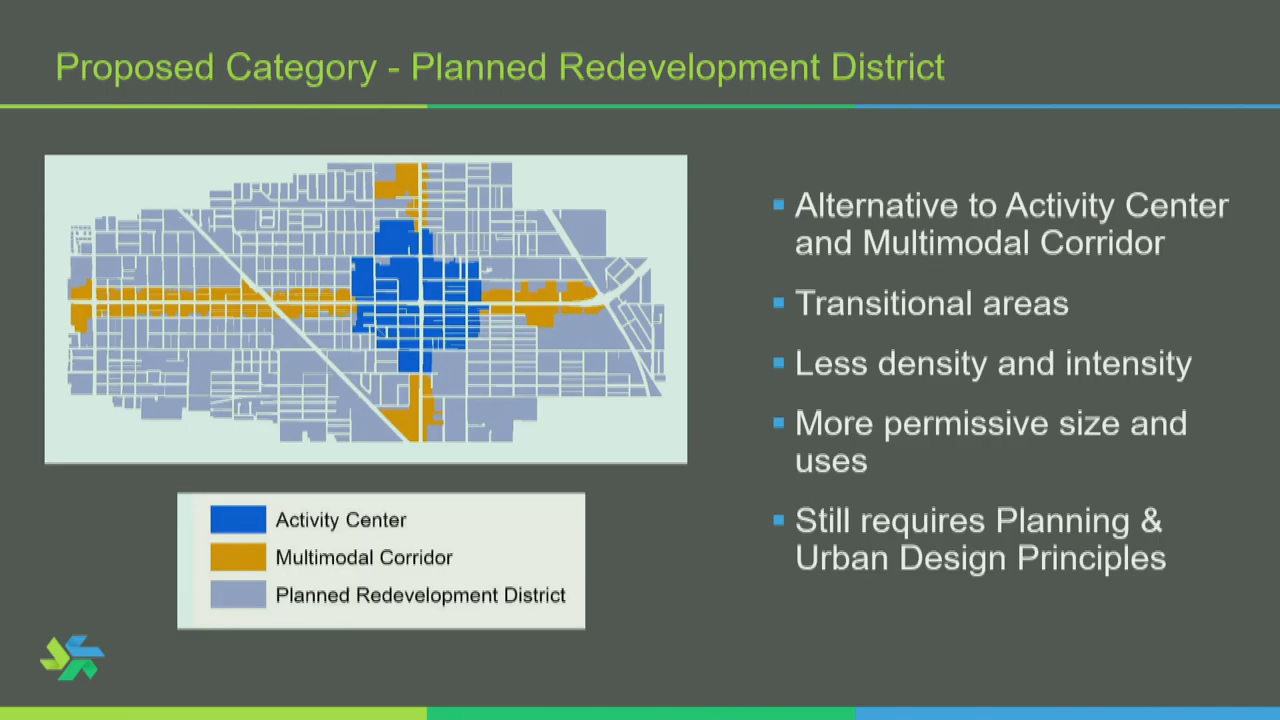 Proposed Category - Planned Redevelopment District
Alternative to Activity Center
and Multimodal Corridor
Transitional areas
Less density and intensity
More permissive size and
uses
Still requires Planning &
Urban Design Principles
Activity Center
Multimodal Corridor
Planned Redevelopment District